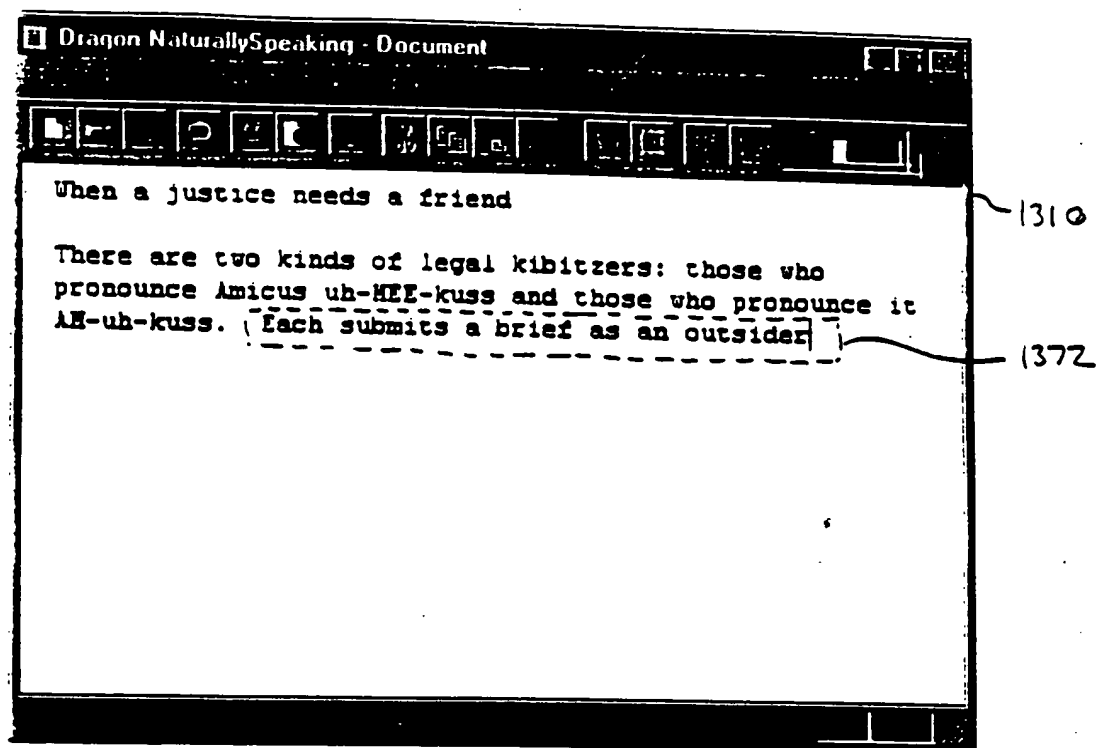 Dragon NaturallySpeaking - Document
When a justice needs a friend
1310
There are two kinds of legal kibitzers: those who
pronounce Amicus uh-MEE-kuss and those who pronounce it
AM-uh-kuss. Each submits a brief as an outsider
1372